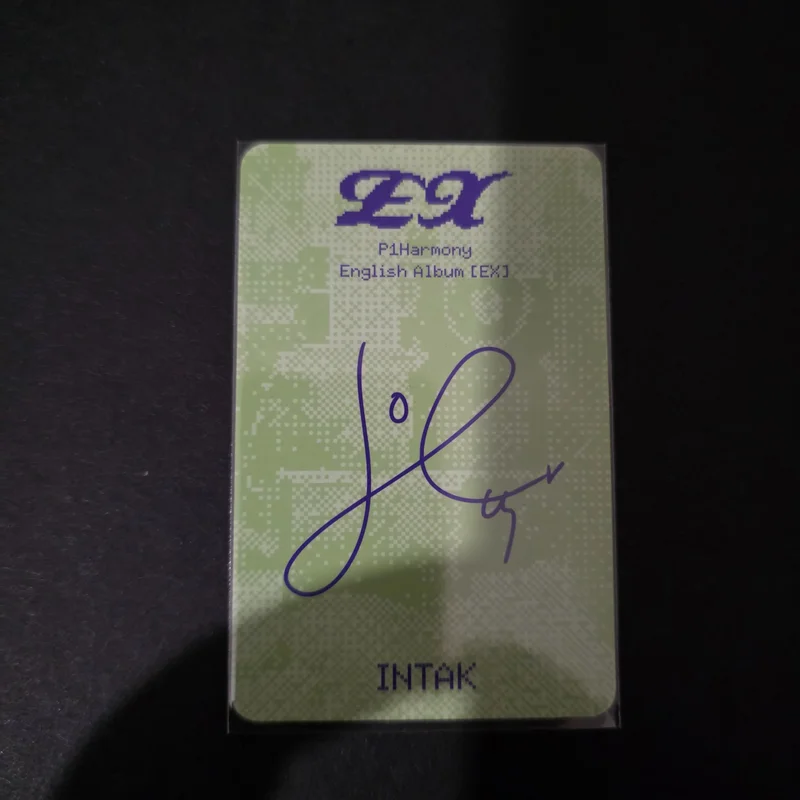 EX
P1Harmony
English Album [EX]
INTAK